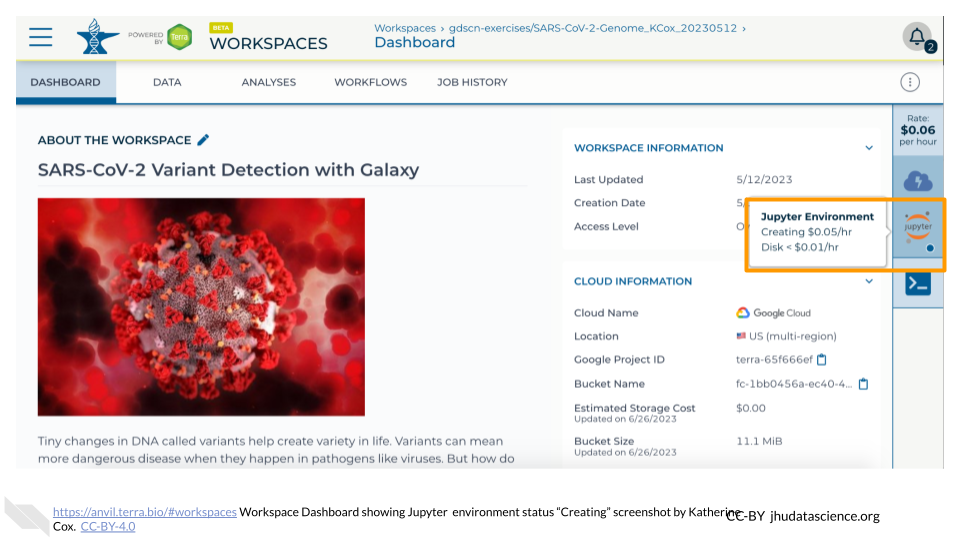 POWERED BY
Terra
BETA
WORKSPACES
Workspaces › gdscn-exercises/SARS-CoV-2-Genome_KCox_20230512 ›
Dashboard
2
DASHBOARD DATA ANALYSES WORKFLOWS JOB HISTORY
Rate:
$0.06
per hour
ABOUT THE WORKSPACE
SARS-CoV-2 Variant Detection with Galaxy
WORKSPACE INFORMATION
Last Updated 5/12/2023
Creation Date 5/
Access Level O
Jupyter Environment
Creating $0.05/hr
Disk < $0.01/hr
jupyter
CLOUD INFORMATION
Cloud Name Google Cloud
Location US (multi-region)
Google Project ID terra-65f666ef
Bucket Name fc-1bb0456a-ec40-4...
Estimated Storage Cost $0.00
Updated on 6/26/2023
Bucket Size 11.1 MiB
Updated on 6/26/2023
Tiny changes in DNA called variants help create variety in life. Variants can mean
more dangerous disease when they happen in pathogens like viruses. But how do
https://anvil.terra.bio/#workspaces Workspace Dashboard showing Jupyter environment status “Creating” screenshot by Katherine
Cox. CC-BY-4.0
CC-BY jhudatascience.org